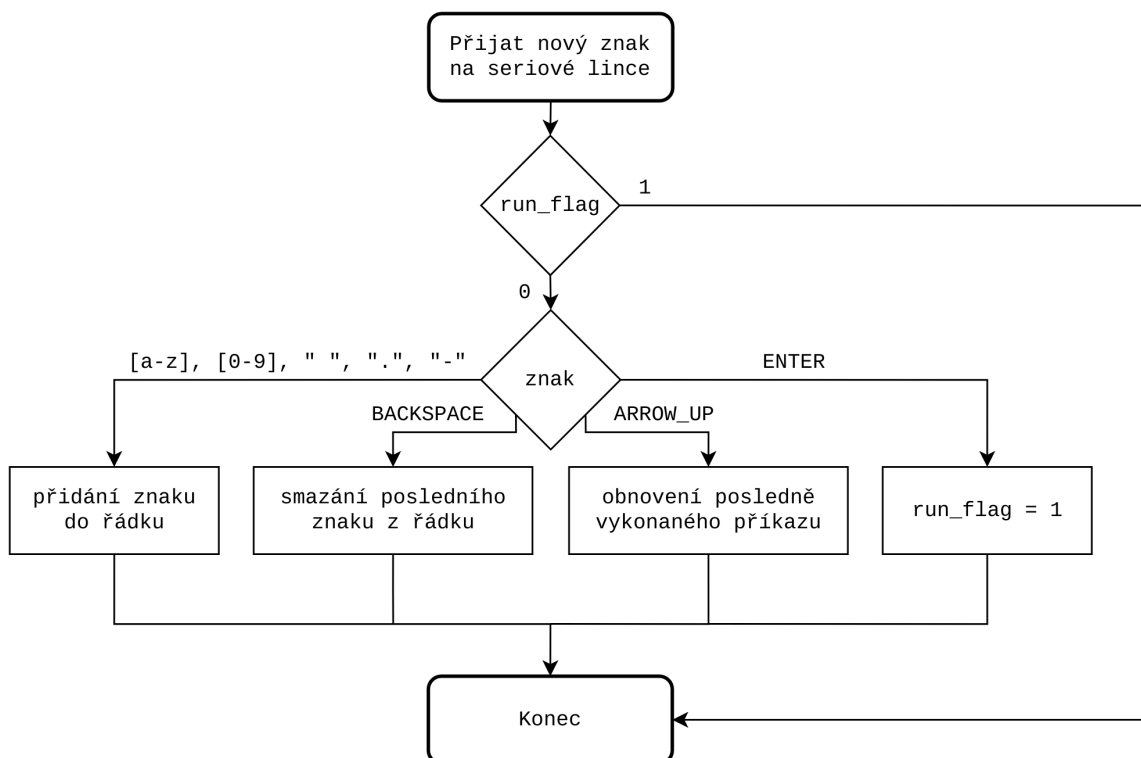 Přijat nový znak
na seriové lince
run_flag
1
0
znak
[a-z], [0-9], " ", ".", "-"
BACKSPACE
ARROW_UP
ENTER
přidání znaku
do řádku
smazání posledního
znaku z řádku
obnovení posledně
vykonaného příkazu
run_flag = 1
Konec